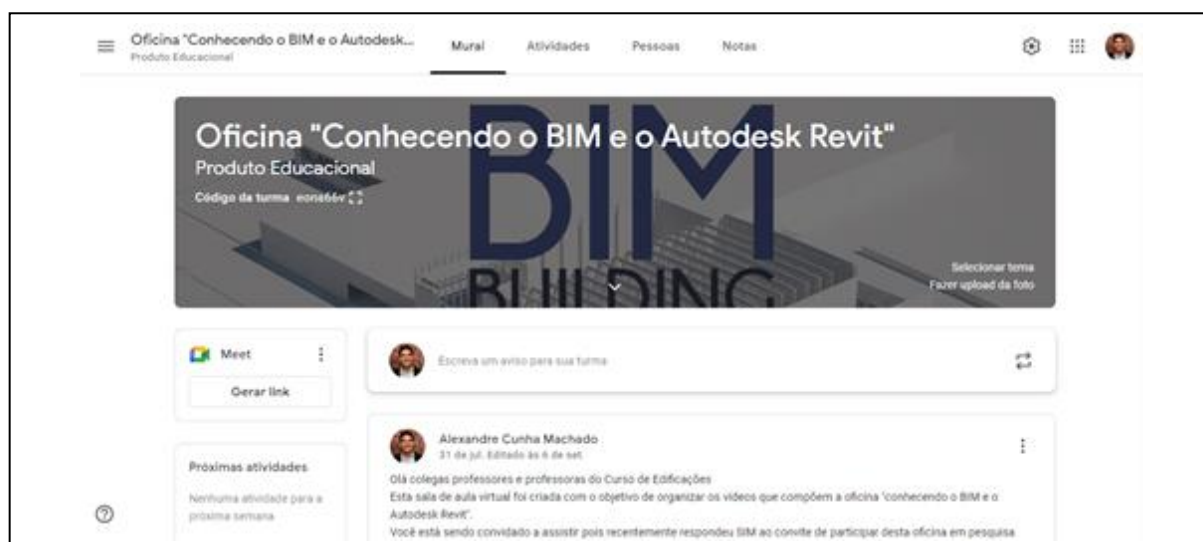 Oficina "Conhecendo o BIM e o Autodesk...
Produto Educacional
Mural Atividades Pessoas Notas
Oficina "Conhecendo o BIM e o Autodesk Revit"
Produto Educacional
Código da turma
BIM
BUILDING
Selecionar tema
Fazer upload da foto
Meet
Gerar link
Escreva um aviso para sua turma
Próximas atividades
Nenhuma atividade para a
próxima semana
Alexandre Cunha Machado
31 de jul. Editado às 6 de set.
Olá colegas professores e professoras do Curso de Edificações
Esta sala de aula virtual foi criada com o objetivo de organizar os vídeos que compõem a oficina "conhecendo o BIM e o
Autodesk Revit".
Você está sendo convidado a assistir pois recentemente respondeu SIM ao convite de participar desta oficina em pesquisa